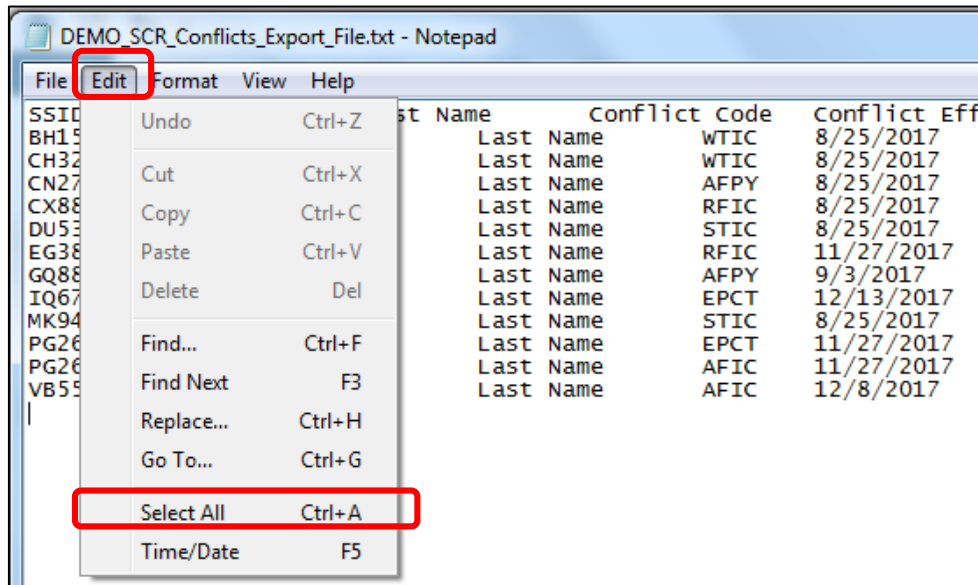 DEMO_SCR_Conflicts_Export_File.txt - Notepad
File Edit Format View Help
SSID st Name Conflict Code Conflict Eff
BH15 Last Name WTIC 8/25/2017
CH32 Last Name WTIC 8/25/2017
CN27 Last Name AFPY 8/25/2017
CX88 Last Name RFIC 8/25/2017
DU53 Last Name STIC 8/25/2017
EG38 Last Name RFIC 11/27/2017
GQ88 Last Name AFPY 9/3/2017
IQ67 Last Name EPCT 12/13/2017
MK94 Last Name STIC 8/25/2017
PG26 Last Name EPCT 11/27/2017
PG26 Last Name AFIC 11/27/2017
VB55 Last Name AFIC 12/8/2017
Undo Ctrl+Z
Cut Ctrl+X
Copy Ctrl+C
Paste Ctrl+V
Delete Del
Find... Ctrl+F
Find Next F3
Replace... Ctrl+H
Go To... Ctrl+G
Select All Ctrl+A
Time/Date F5